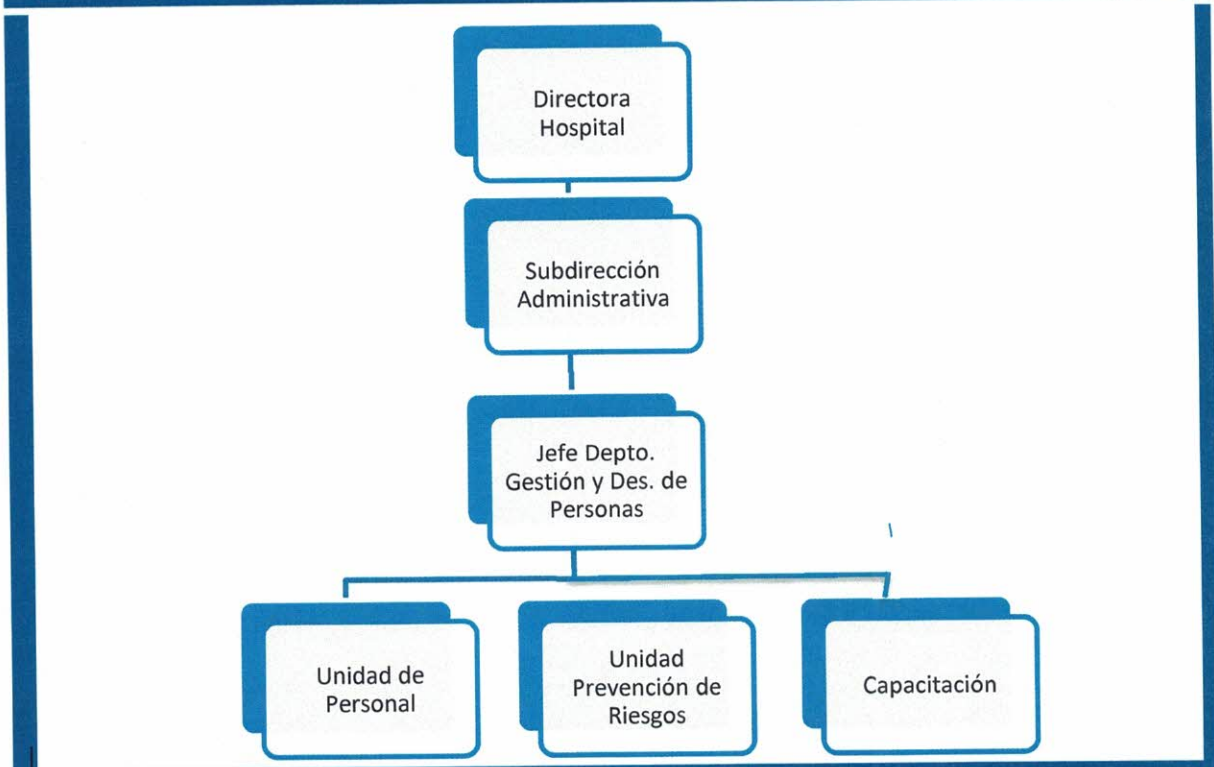 Directora
Hospital
Subdirección
Administrativa
Jefe Depto.
Gestión y Des. de
Personas
Unidad de
Personal
Unidad
Prevención de
Riesgos
Capacitación